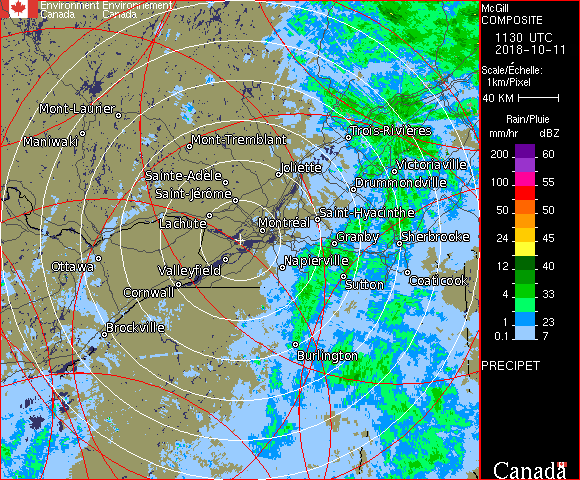 Environment Environnement
Canada Canada
McGill
COMPOSITE
1130 UTC
2018-10-11
Scale/Échelle:
1km/Pixel
40 KM
Rain/Pluie
mm/hr dBZ
200 60
150 55
100 55
50 50
24 45
12 40
4 33
1 23
0.1 7
PRECIPET
Mont-Laurier
Maniwaki
Mont-Tremblant
Trois-Rivières
Joliette
Victoriaville
Sainte-Adèle
Drummondville
Saint-Jérôme
Saint-Hyacinthe
Lachute
Montréal
Granby
Sherbrooke
Ottawa
Valleyfield
Napierville
Coaticook
Sutton
Cornwall
Brockville
Burlington
Canada